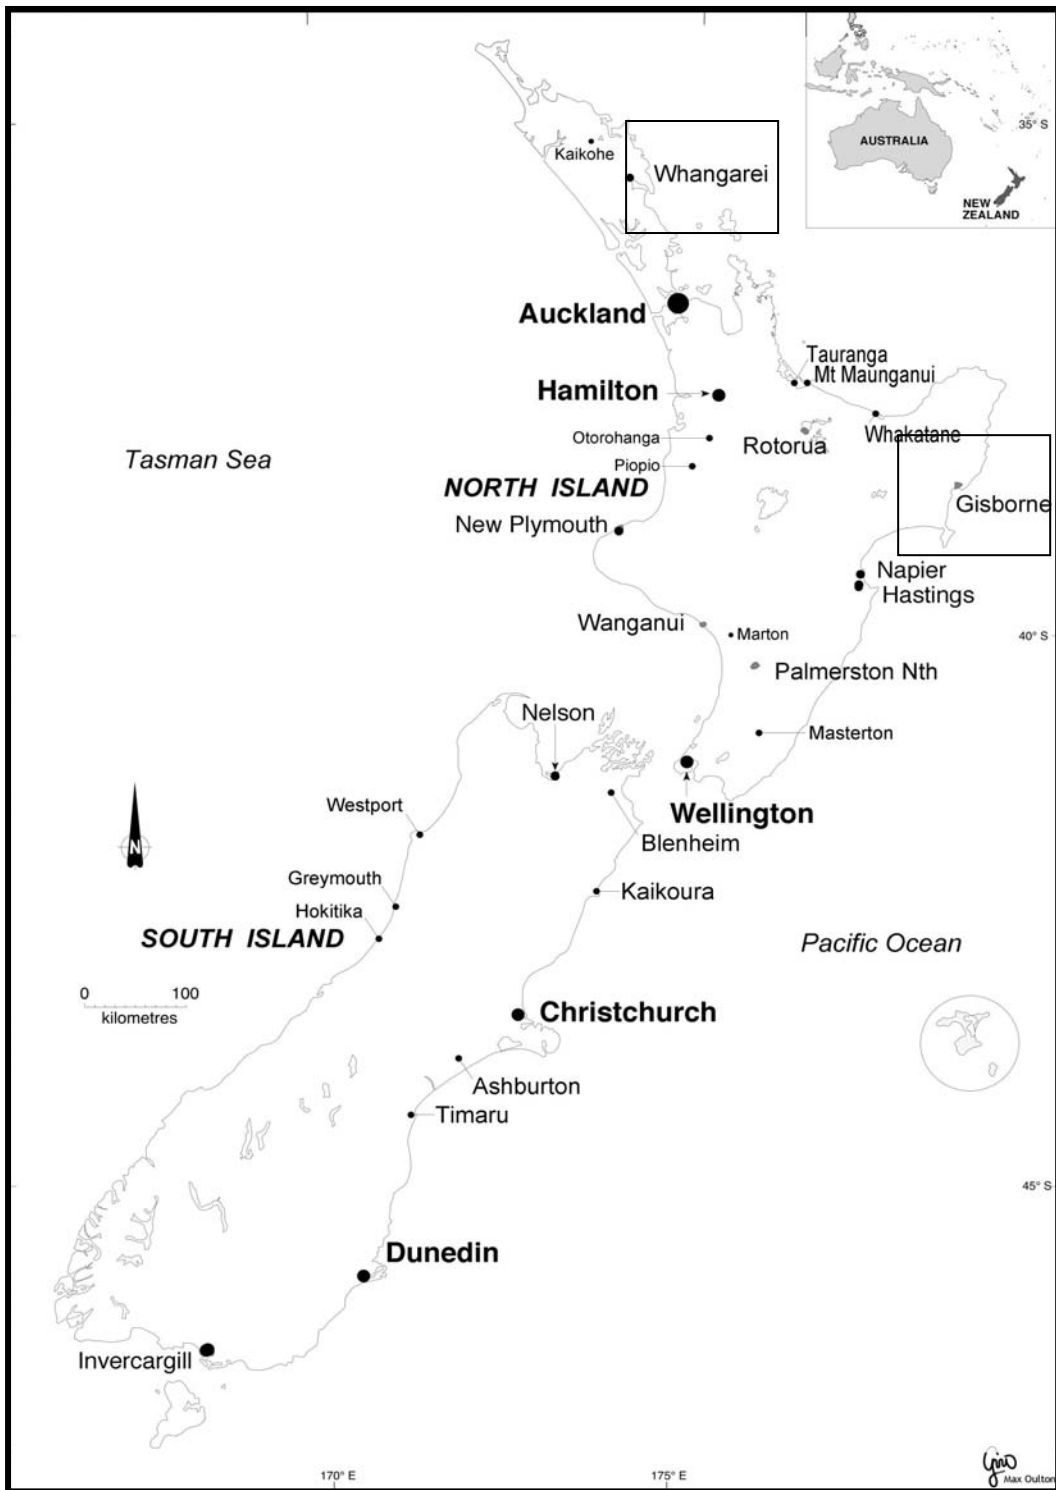 35° S
AUSTRALIA
Kaikohe
Whangarei
NEW
ZEALAND
Auckland
Tauranga
Mt Maunganui
Hamilton
Whakatane
Otorohanga
Rotorua
Tasman Sea
Piopio
NORTH ISLAND
Gisborne
New Plymouth
Napier
Hastings
Wanganui
Marton
40° S
Palmerston Nth
Nelson
Masterton
Westport
Wellington
N
Blenheim
Greymouth
Kaikoura
Hokitika
SOUTH ISLAND
Pacific Ocean
0 100
kilometres
Christchurch
Ashburton
Timaru
45° S
Dunedin
Invercargill
170° E
175° E
Max Oulton